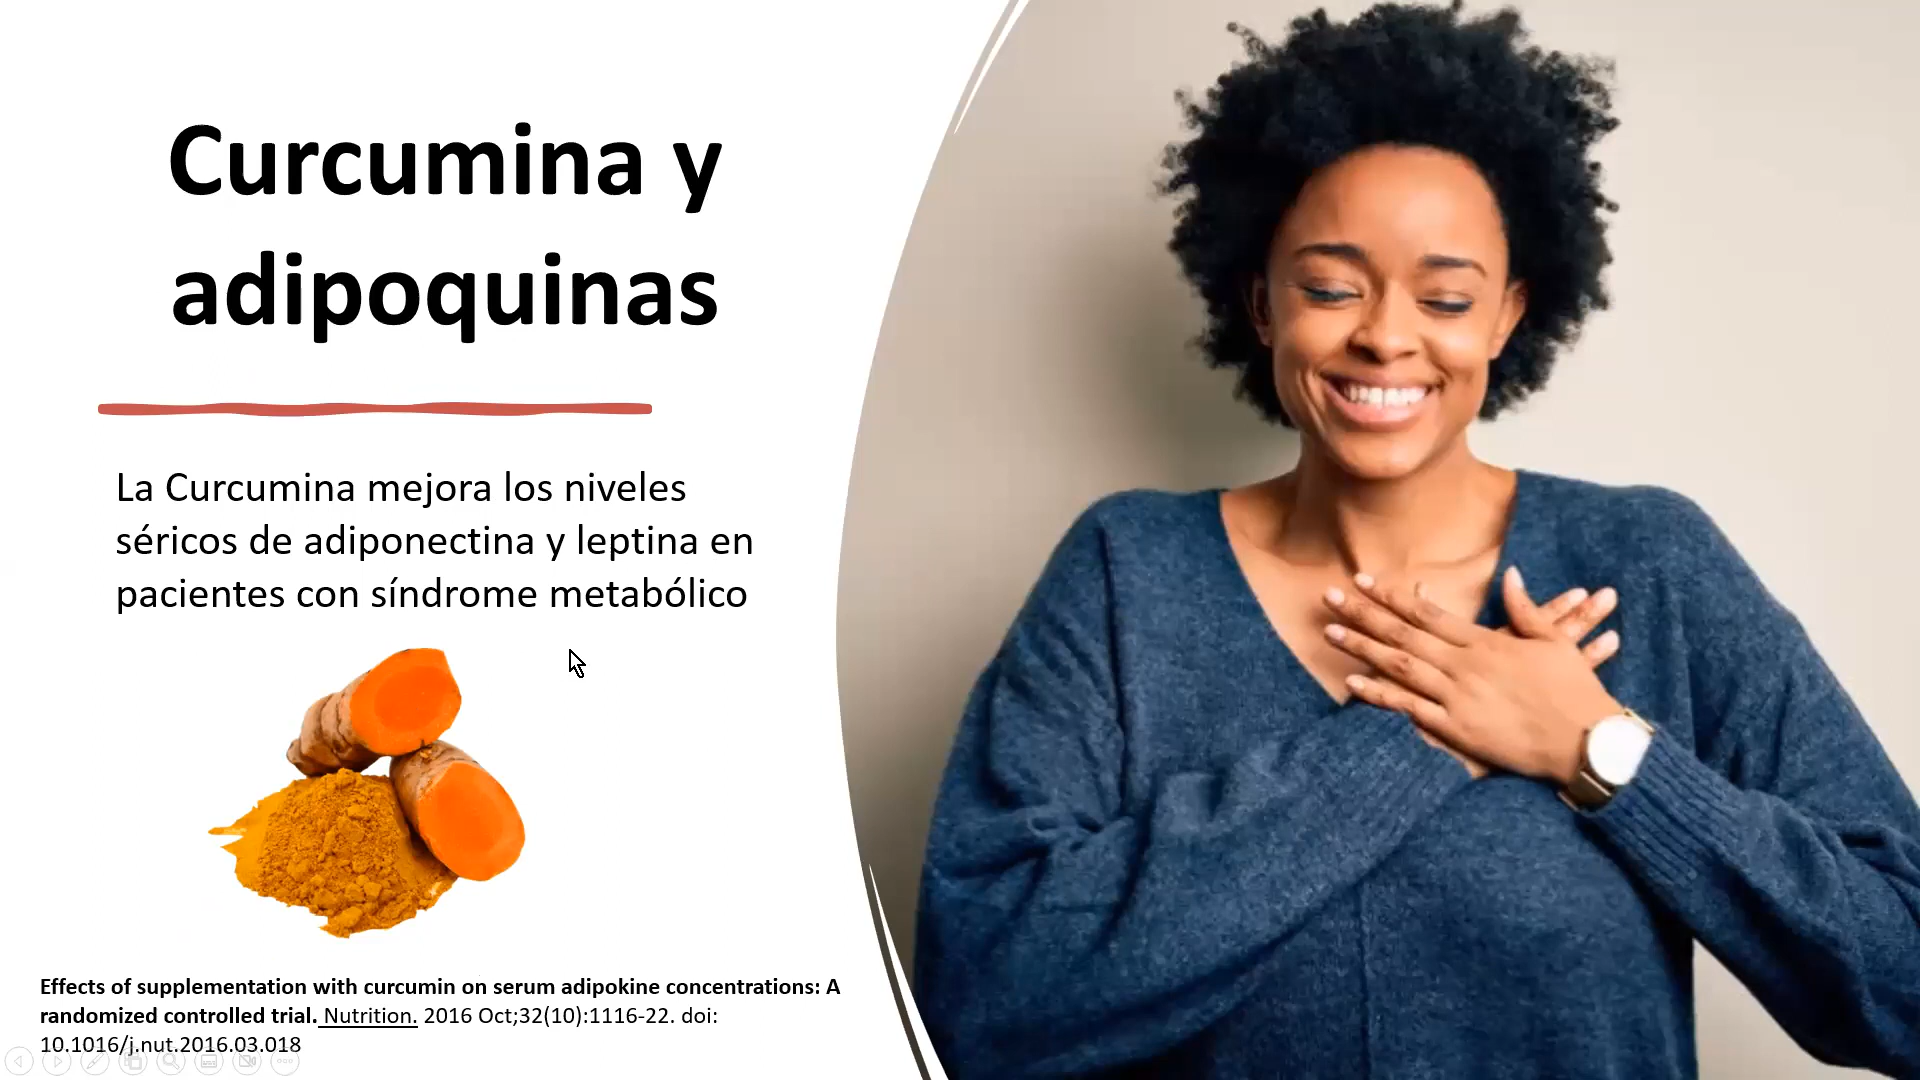 Curcumina y
adipoquinas
La Curcumina mejora los niveles
séricos de adiponectina y leptina en
pacientes con síndrome metabólico
Effects of supplementation with curcumin on serum adipokine concentrations: A
randomized controlled trial. Nutrition. 2016 Oct;32(10):1116-22. doi:
10.1016/j.nut.2016.03.018